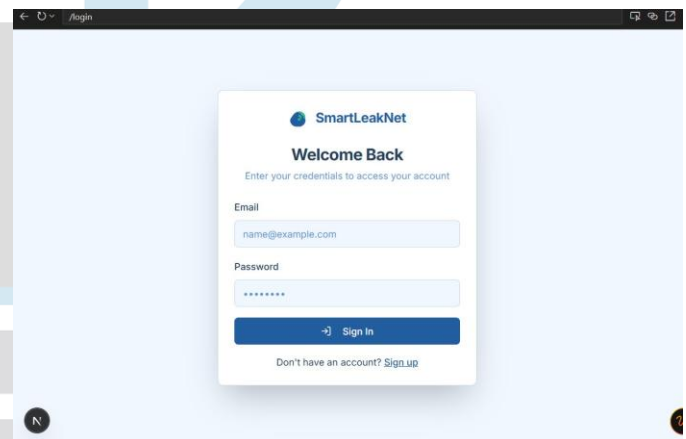 /login
SmartLeakNet
Welcome Back
Enter your credentials to access your account
Email
name@example.com
Password
••••••••
Sign In
Don't have an account? Sign up
N